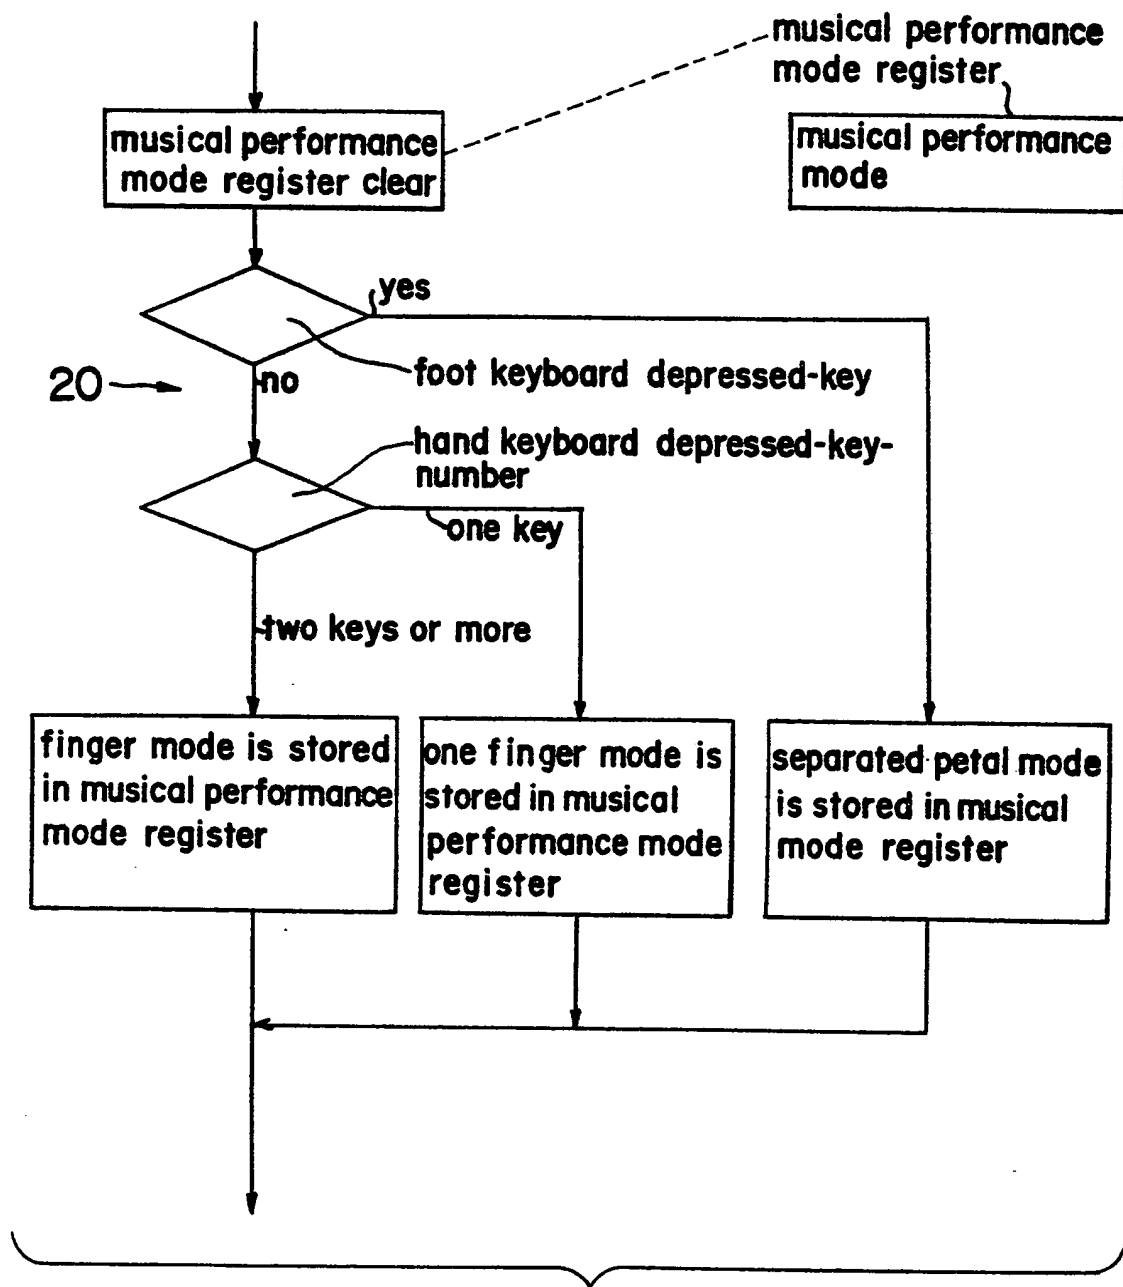 musical performance
mode register
musical performance
mode register clear
musical performance
mode
yes
foot keyboard depressed-key
20
no
hand keyboard depressed-key-
number
one key
two keys or more
finger mode is stored
in musical performance
mode register
one finger mode is
stored in musical
performance mode
register
separated petal mode
is stored in musical
mode register